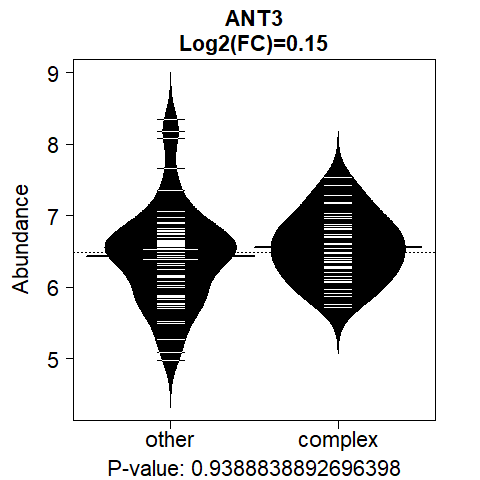 ANT3
Log2(FC)=0.15
Abundance
9
8
7
6
5
other complex
P-value: 0.9388838892696398